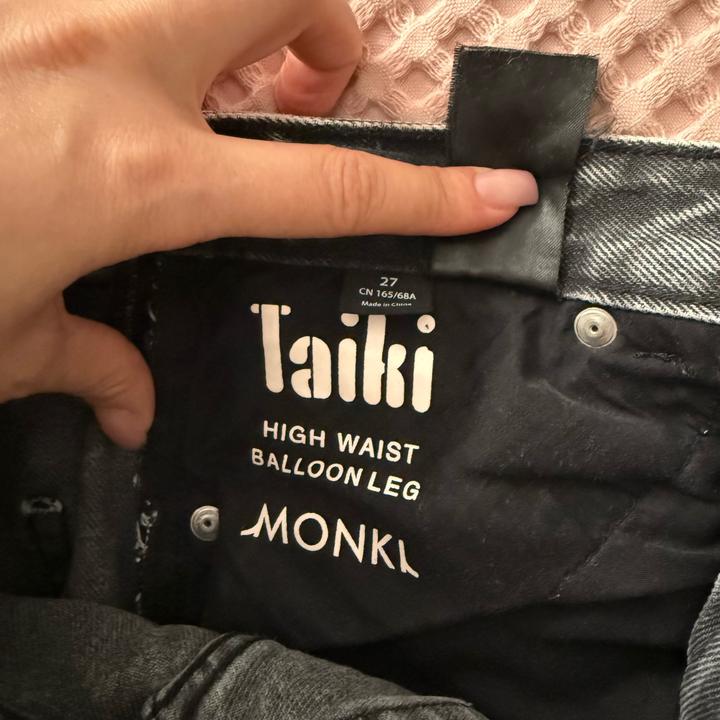 27
CN 165/68A
Made in China
Taiki
HIGH WAIST
BALLOON LEG
MONKI